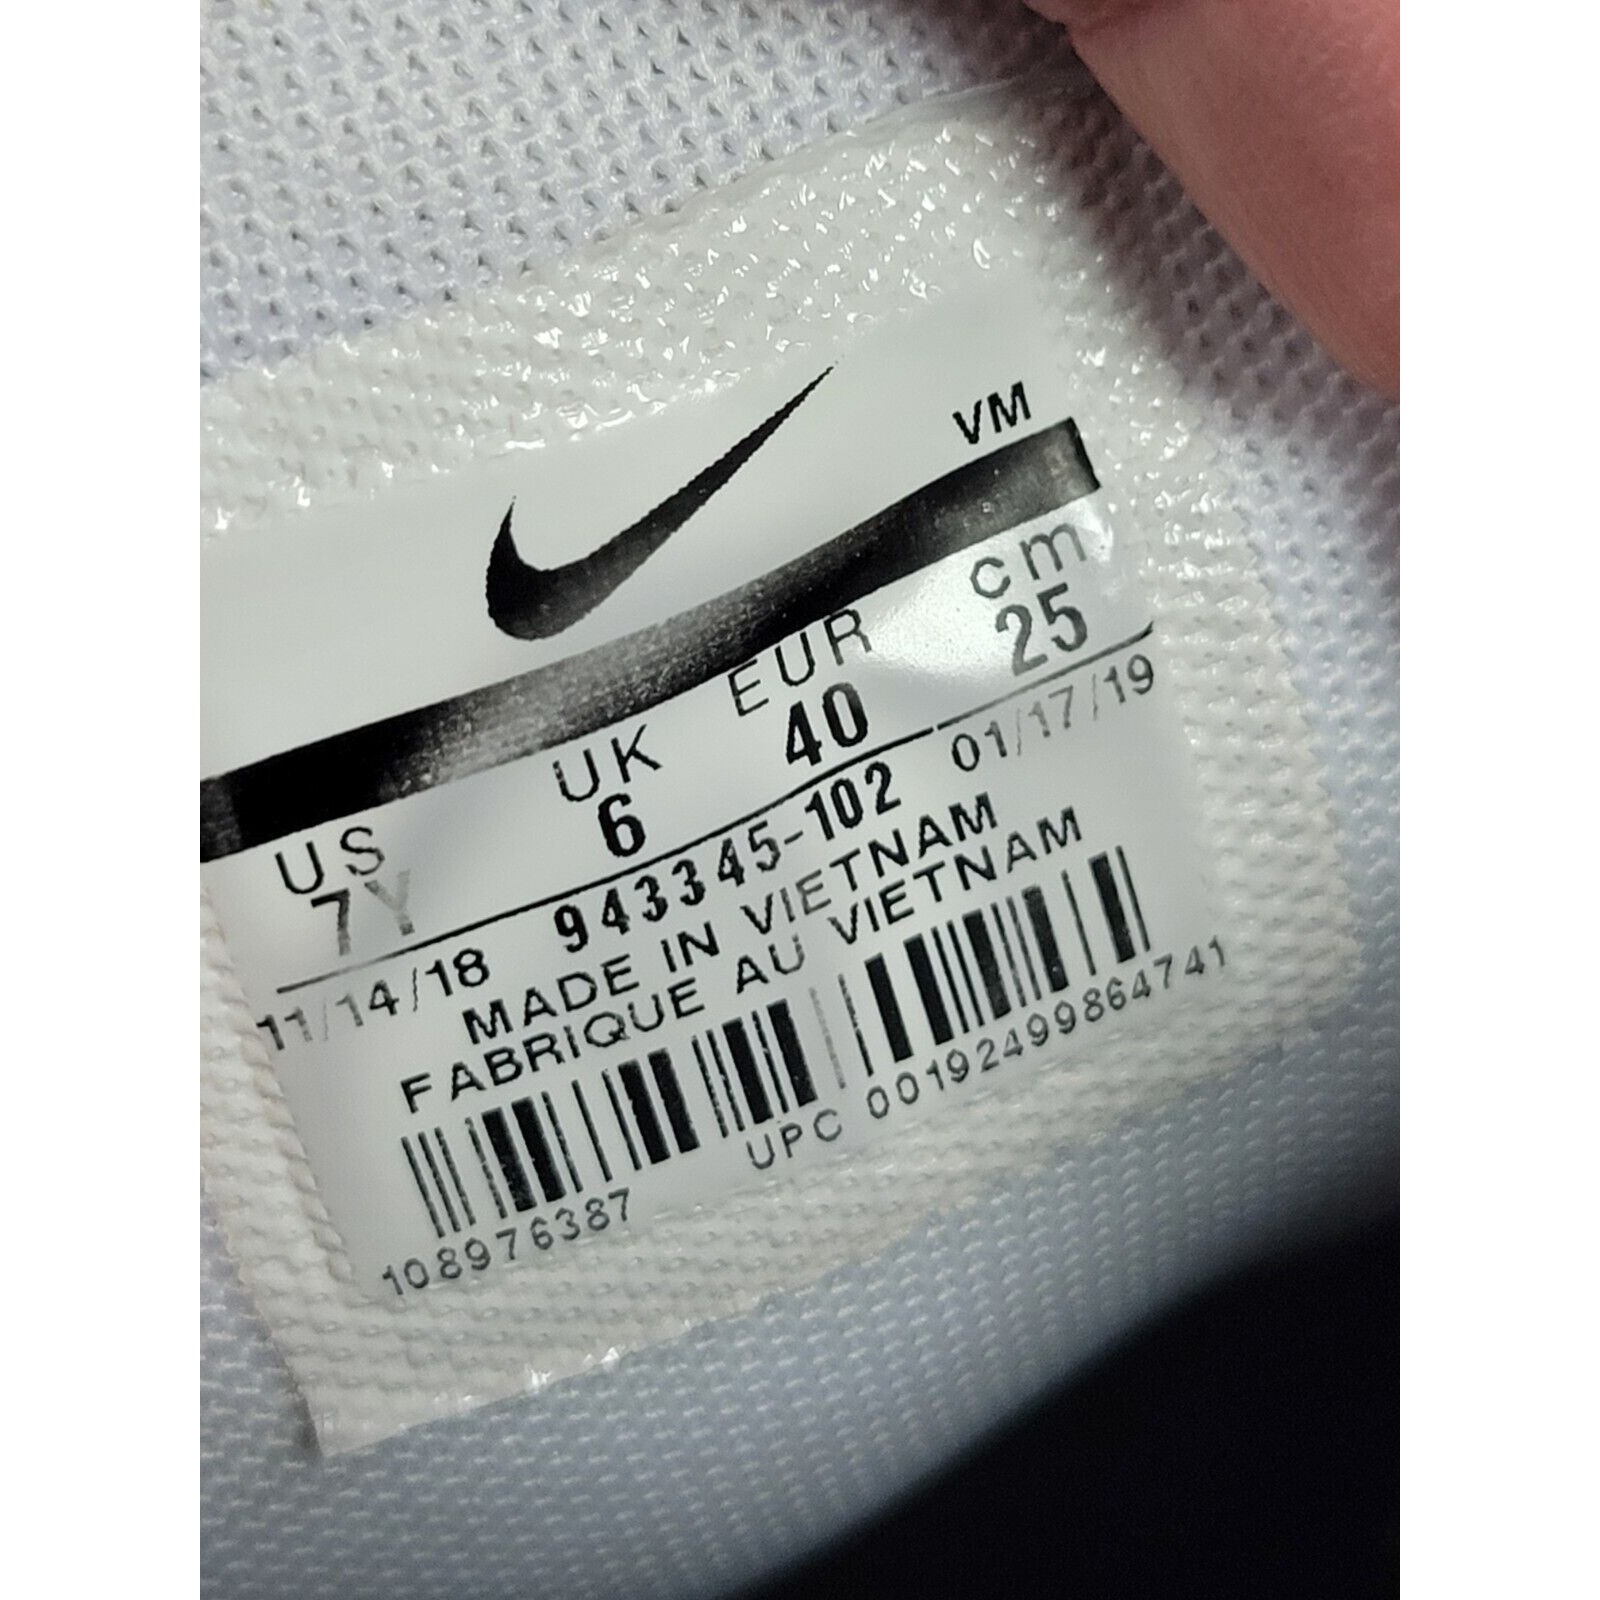 VM
US UK EUR cm
7Y 6 40 25
11/14/18 943345-102 01/17/19
MADE IN VIETNAM
FABRIQUE AU VIETNAM
108976387 UPC 00192499864741